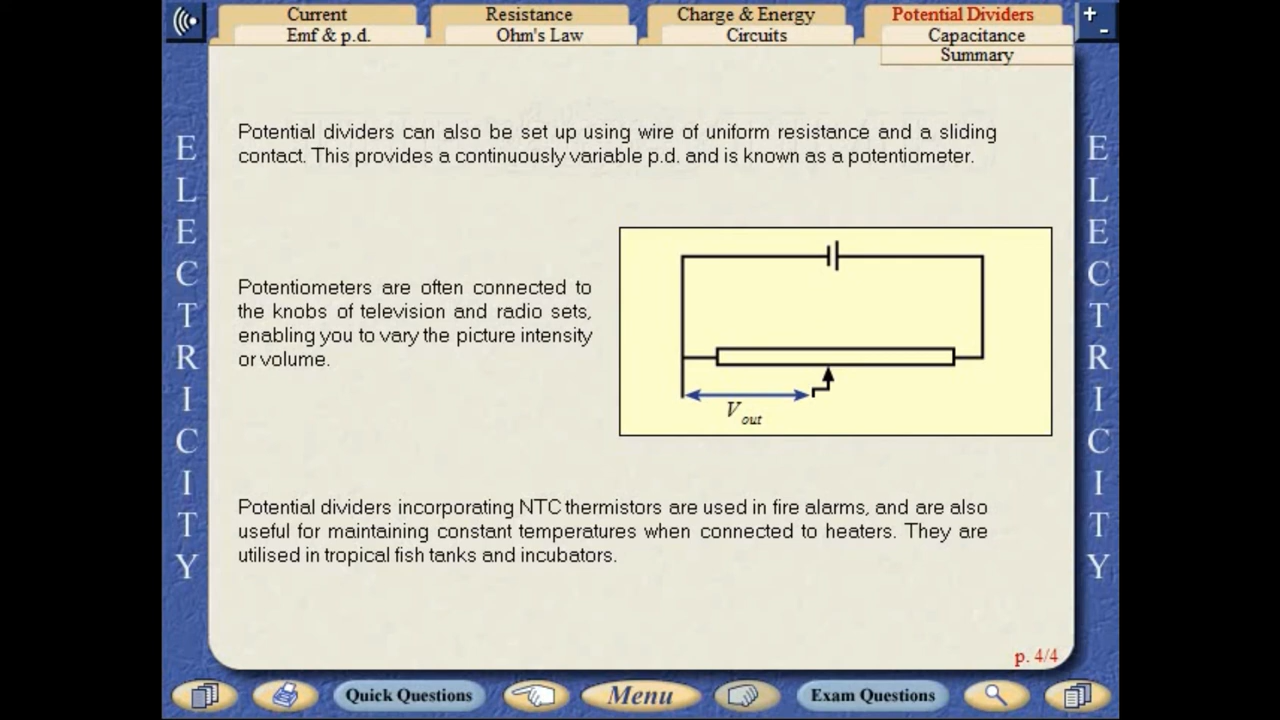 Current
Resistance
Charge & Energy
Potential Dividers
+
-
Emf & p.d.
Ohm's Law
Circuits
Capacitance
Summary
ELECTRICITY
Potential dividers can also be set up using wire of uniform resistance and a sliding
contact. This provides a continuously variable p.d. and is known as a potentiometer.
Potentiometers are often connected to
the knobs of television and radio sets,
enabling you to vary the picture intensity
or volume.
V out
Potential dividers incorporating NTC thermistors are used in fire alarms, and are also
useful for maintaining constant temperatures when connected to heaters. They are
utilised in tropical fish tanks and incubators.
ELECTRICITY
p. 4/4
Quick Questions
Menu
Exam Questions